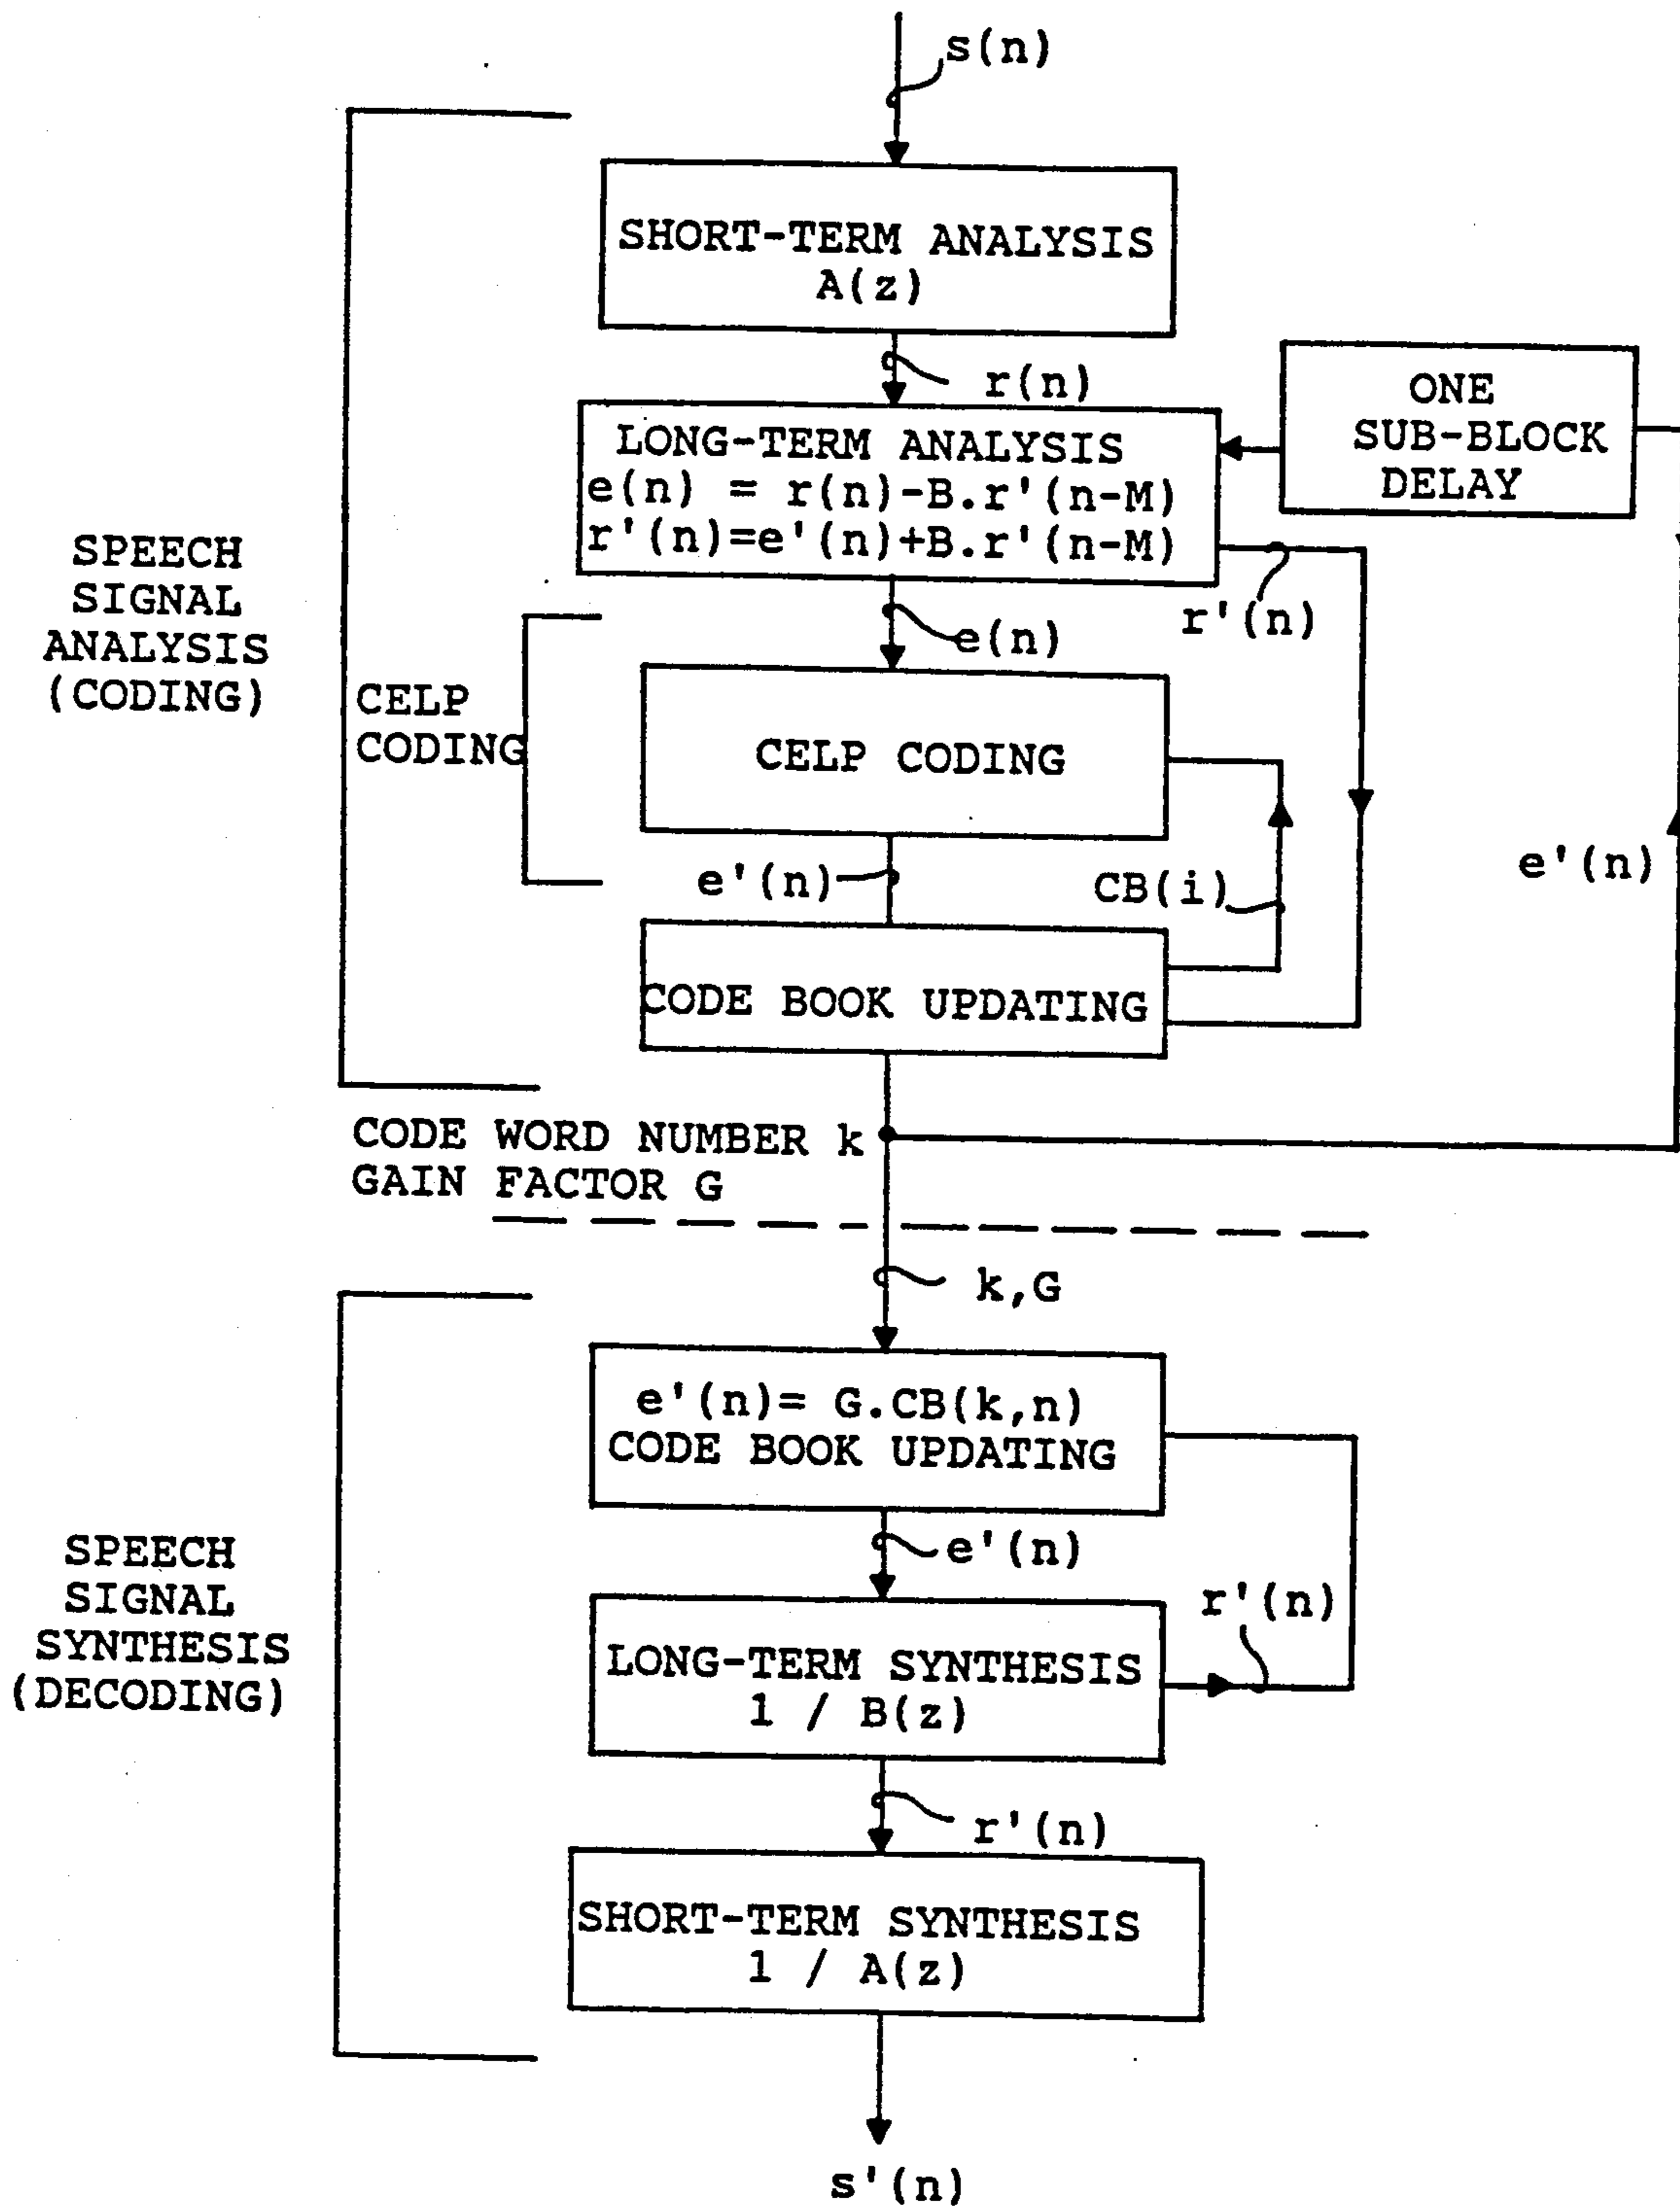 s(n)
SHORT-TERM ANALYSIS
A(z)
r(n)
ONE
SUB-BLOCK
DELAY
LONG-TERM ANALYSIS
e(n) = r(n)-B.r'(n-M)
r'(n)=e'(n)+B.r'(n-M)
r'(n)
e(n)
SPEECH
SIGNAL
ANALYSIS
(CODING)
CELP
CODING
CELP CODING
e'(n)
CB(i)
e'(n)
CODE BOOK UPDATING
CODE WORD NUMBER k
GAIN FACTOR G
k,G
e'(n)= G.CB(k,n)
CODE BOOK UPDATING
e'(n)
r'(n)
SPEECH
SIGNAL
SYNTHESIS
(DECODING)
LONG-TERM SYNTHESIS
1 / B(z)
r'(n)
SHORT-TERM SYNTHESIS
1 / A(z)
s'(n)